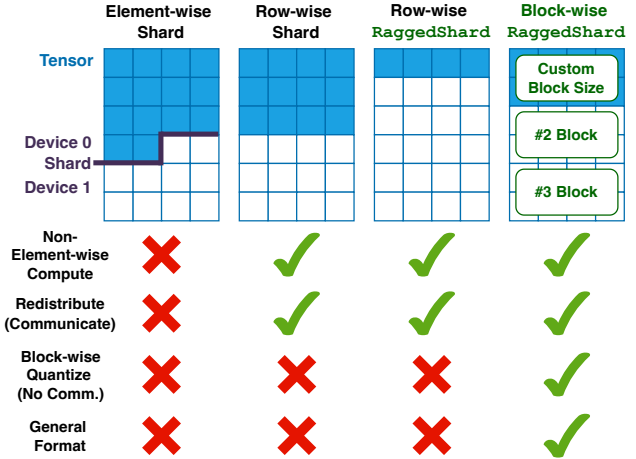 Element-wise
Shard
Row-wise
Shard
Row-wise
RaggedShard
Block-wise
RaggedShard
Tensor
Device 0
Shard
Device 1
Custom
Block Size
#2 Block
#3 Block
Non-
Element-wise
Compute
Redistribute
(Communicate)
Block-wise
Quantize
(No Comm.)
General
Format